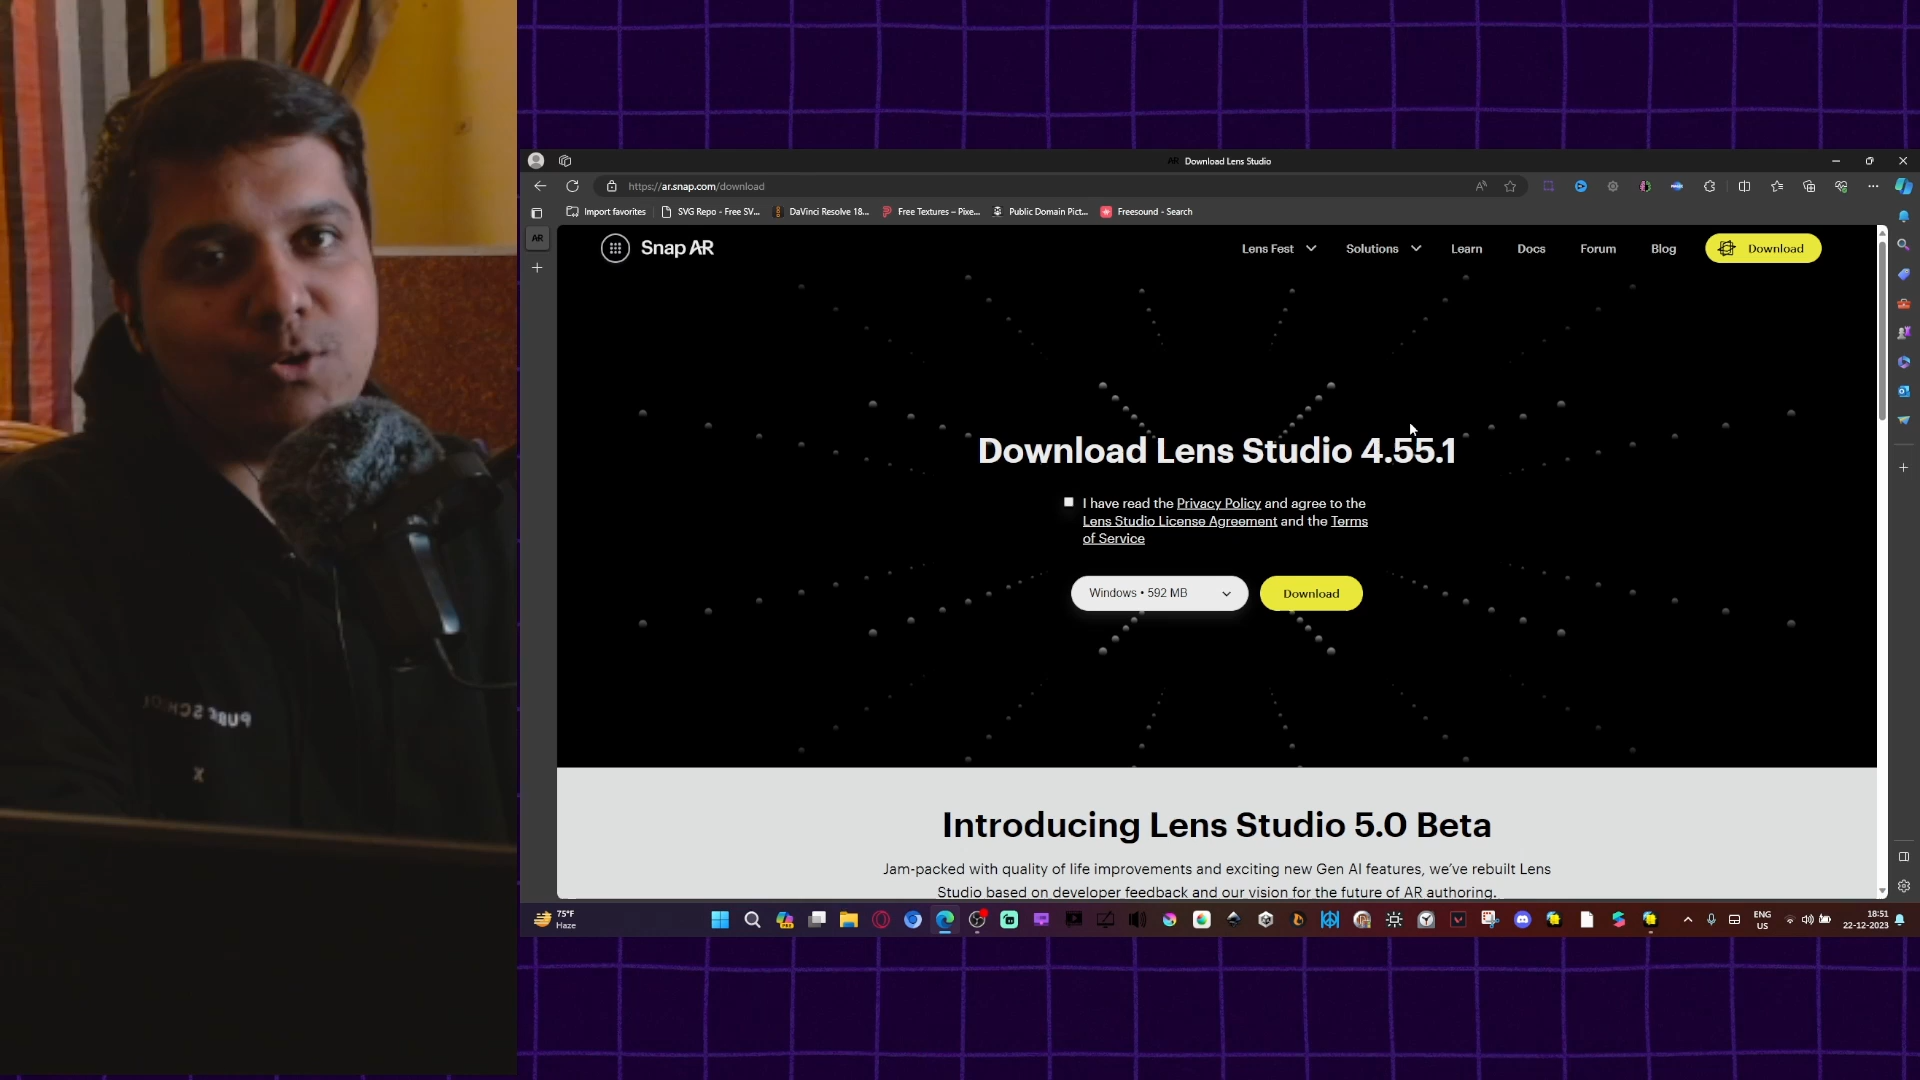 Download Lens Studio
https://ar.snap.com/download
Import favorites
SVG Repo - Free SV...
DaVinci Resolve 18...
Free Textures – Pixe...
Public Domain Pict...
Freesound - Search
AR
Snap AR
Lens Fest
Solutions
Learn
Docs
Forum
Blog
Download
Download Lens Studio 4.55.1
I have read the Privacy Policy and agree to the
Lens Studio License Agreement and the Terms
of Service
Windows • 592 MB
Download
Introducing Lens Studio 5.0 Beta
Jam-packed with quality of life improvements and exciting new Gen AI features, we've rebuilt Lens
Studio based on developer feedback and our vision for the future of AR authoring.
75°F
Haze
ENG
US
18:51
22-12-2023